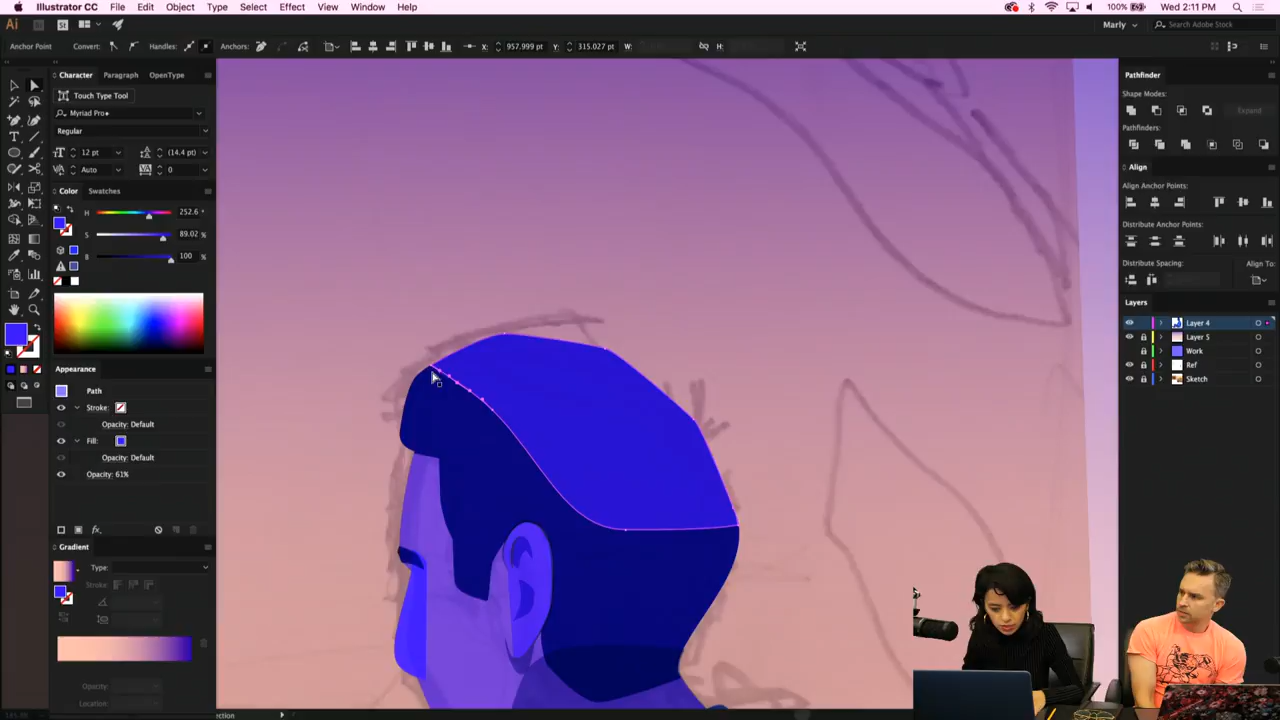 Illustrator CC File Edit Object Type Select Effect View Window Help
100% Wed 2:11 PM
Ai Br St Marly Search Adobe Stock
Anchor Point Convert: Handles: Anchors: X: 957.999 pt Y: 315.027 pt W: H:
Character Paragraph OpenType
Touch Type Tool
Myriad Pro
Regular
12 pt (14.4 pt)
Auto 0
Color Swatches
H 252.6 °
S 89.02 %
B 100 %
Appearance
Path
Stroke:
Opacity: Default
Fill:
Opacity: Default
Opacity: 61%
fx
Gradient
Type:
Stroke:
Opacity:
Location:
Pathfinder
Shape Modes:
Expand
Pathfinders:
Align
Align Anchor Points:
Distribute Anchor Points:
Distribute Spacing: Align To:
Layers
Layer 4
Layer 5
Work
Ref
Sketch